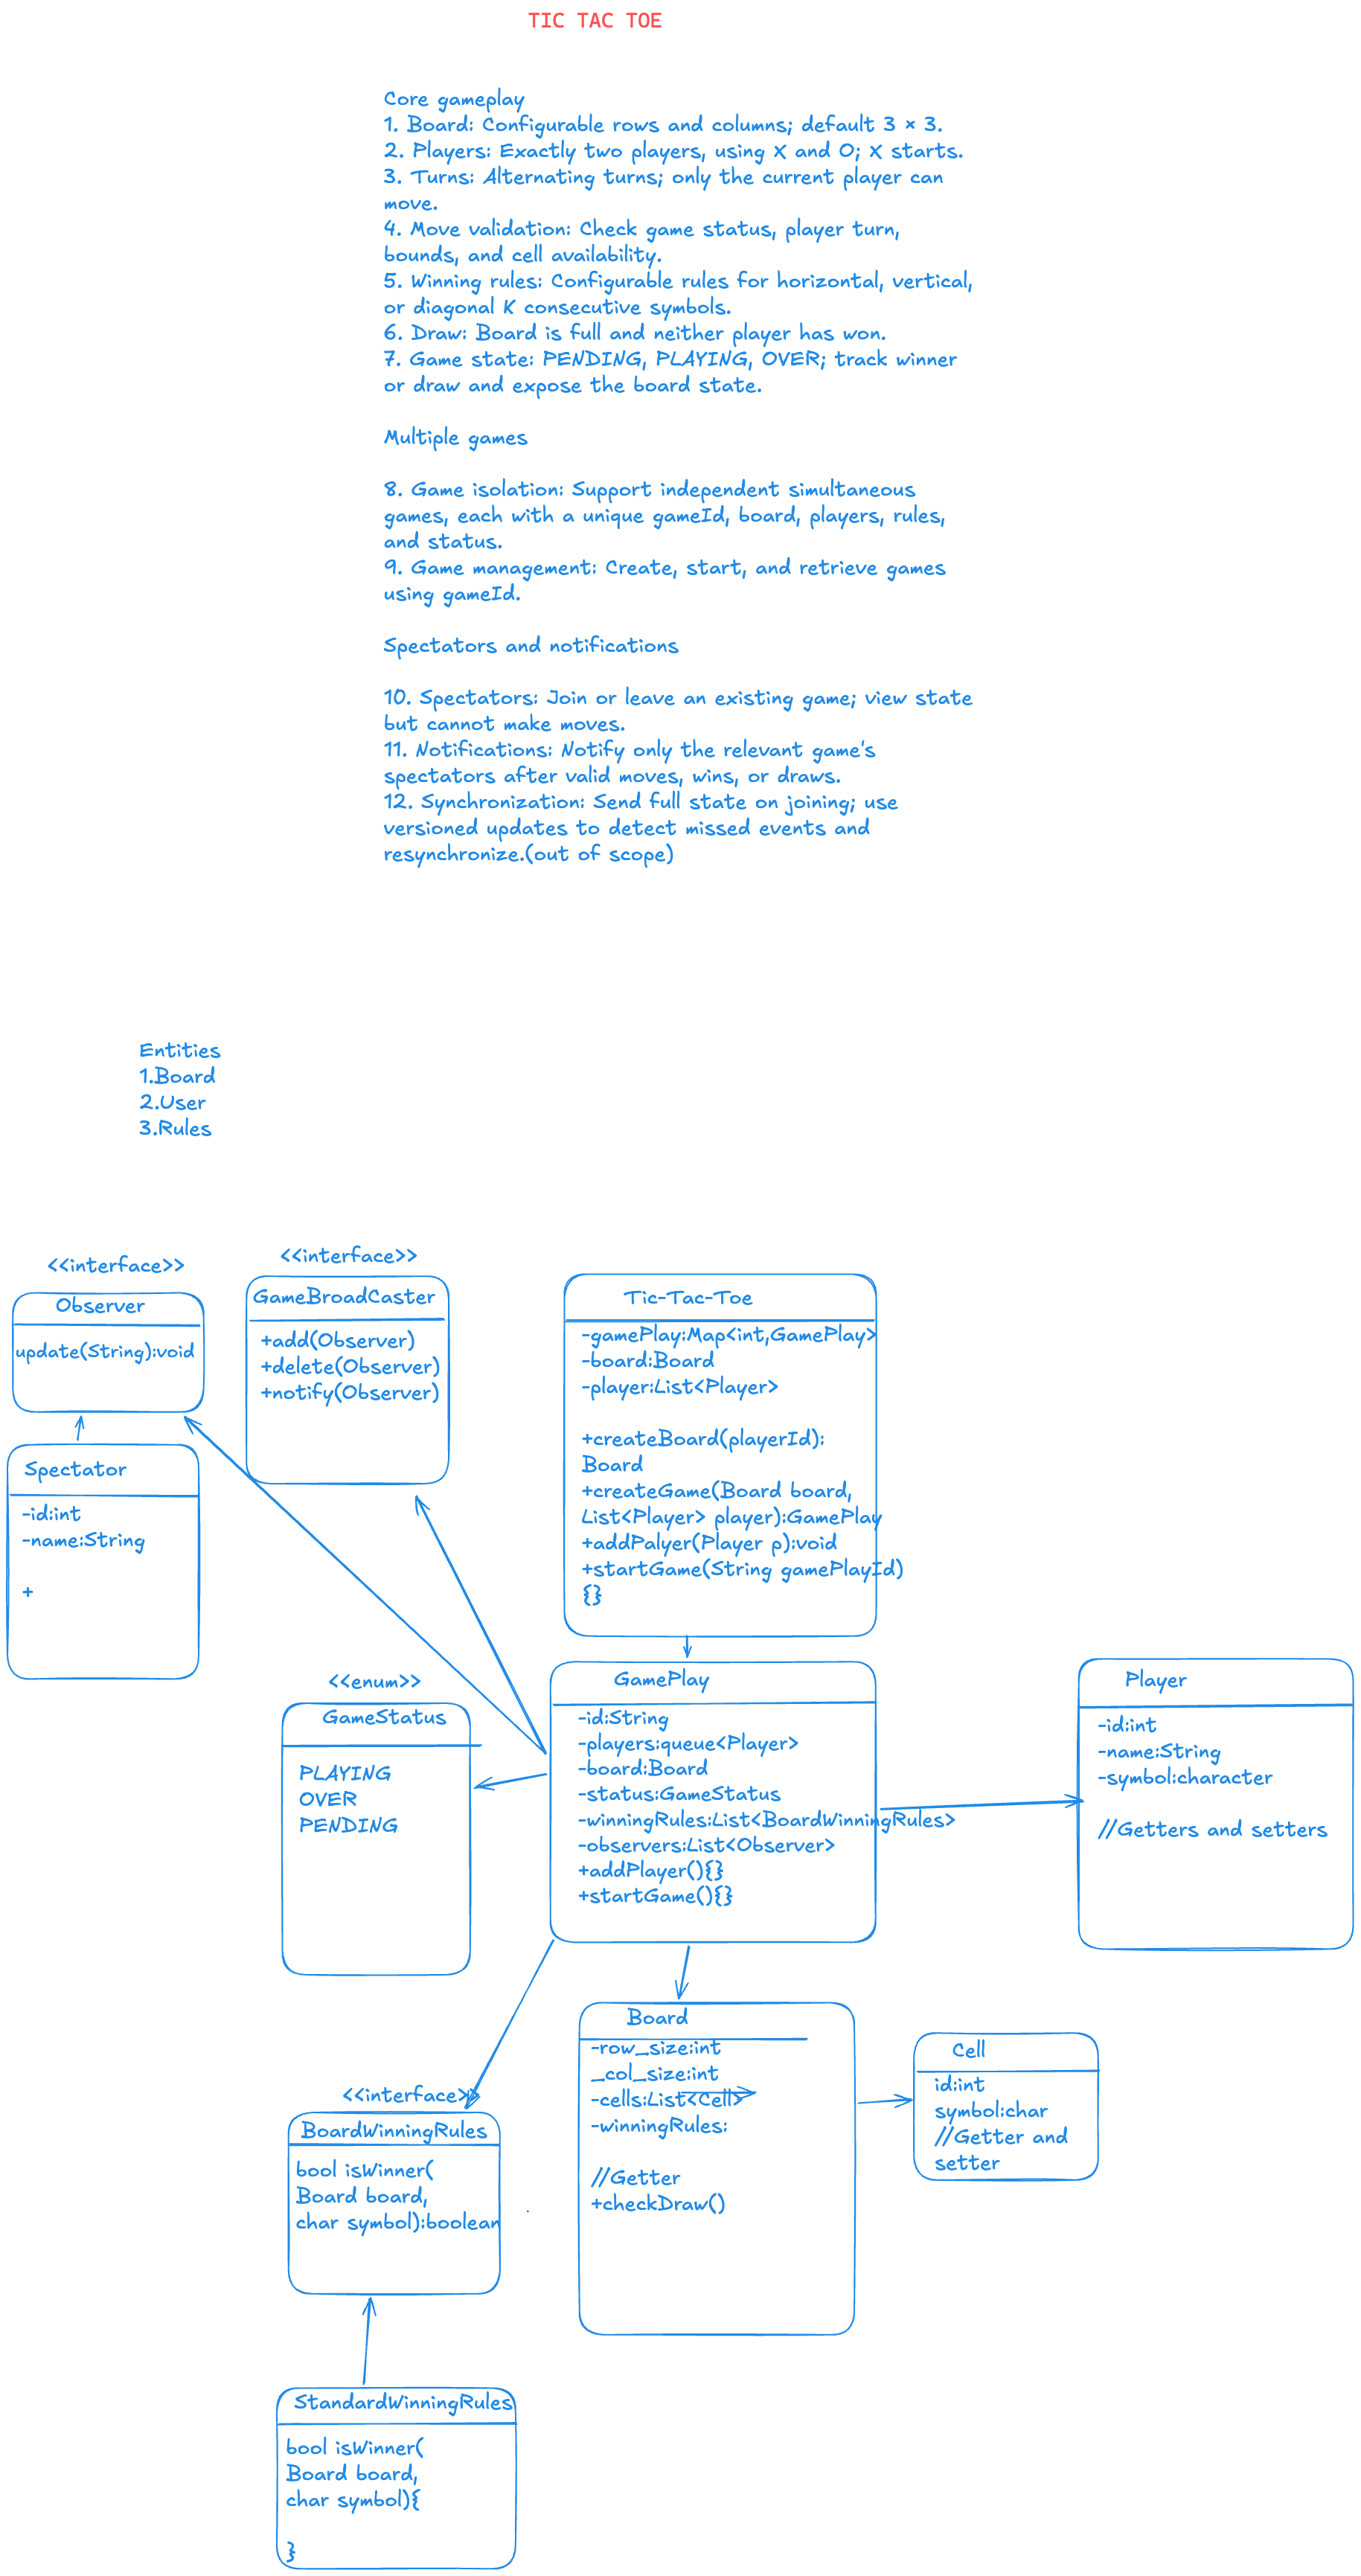 TIC TAC TOE
Core gameplay
1. Board: Configurable rows and columns; default 3 × 3.
2. Players: Exactly two players, using X and O; X starts.
3. Turns: Alternating turns; only the current player can
move.
4. Move validation: Check game status, player turn,
bounds, and cell availability.
5. Winning rules: Configurable rules for horizontal, vertical,
or diagonal K consecutive symbols.
6. Draw: Board is full and neither player has won.
7. Game state: PENDING, PLAYING, OVER; track winner
or draw and expose the board state.
Multiple games
8. Game isolation: Support independent simultaneous
games, each with a unique gameId, board, players, rules,
and status.
9. Game management: Create, start, and retrieve games
using gameId.
Spectators and notifications
10. Spectators: Join or leave an existing game; view state
but cannot make moves.
11. Notifications: Notify only the relevant game's
spectators after valid moves, wins, or draws.
12. Synchronization: Send full state on joining; use
versioned updates to detect missed events and
resynchronize.(out of scope)
Entities
1.Board
2.User
3.Rules
<<interface>>
Observer
update(String):void
<<interface>>
GameBroadCaster
+add(Observer)
+delete(Observer)
+notify(Observer)
Tic-Tac-Toe
-gamePlay:Map<int,GamePlay>
-board:Board
-player:List<Player>
+createBoard(playerId):
Board
+createGame(Board board,
List<Player> player):GamePlay
+addPalyer(Player p):void
+startGame(String gamePlayId)
{}
Spectator
-id:int
-name:String
+
<<enum>>
GameStatus
PLAYING
OVER
PENDING
GamePlay
-id:String
-players:queue<Player>
-board:Board
-status:GameStatus
-winningRules:List<BoardWinningRules>
-observers:List<Observer>
+addPlayer(){}
+startGame(){}
Player
-id:int
-name:String
-symbol:character
//Getters and setters
Board
-row_size:int
_col_size:int
-cells:List<Cell>
-winningRules:
//Getter
+checkDraw()
Cell
id:int
symbol:char
//Getter and
setter
<<interface>>
BoardWinningRules
bool isWinner(
Board board,
char symbol):boolean
StandardWinningRules
bool isWinner(
Board board,
char symbol){
}